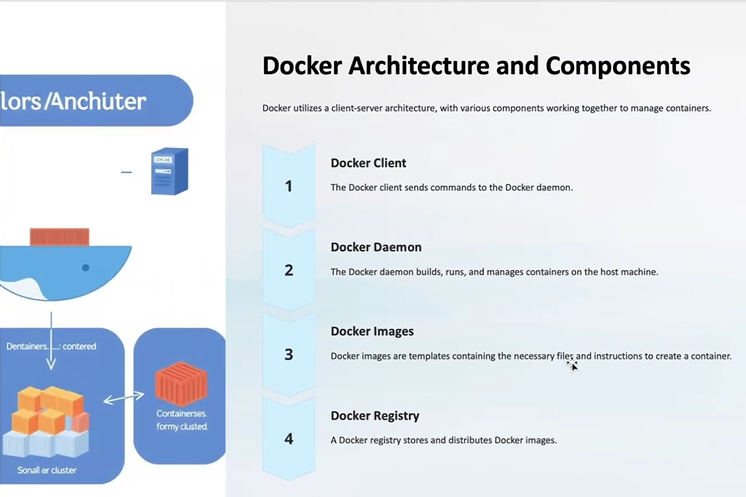 lors/Anchuter
Dentainers....: contered
Containerses.
formy clusted.
Sonall or cluster
Docker Architecture and Components
Docker utilizes a client-server architecture, with various components working together to manage containers.
1
Docker Client
The Docker client sends commands to the Docker daemon.
2
Docker Daemon
The Docker daemon builds, runs, and manages containers on the host machine.
3
Docker Images
Docker images are templates containing the necessary files and instructions to create a container.
4
Docker Registry
A Docker registry stores and distributes Docker images.